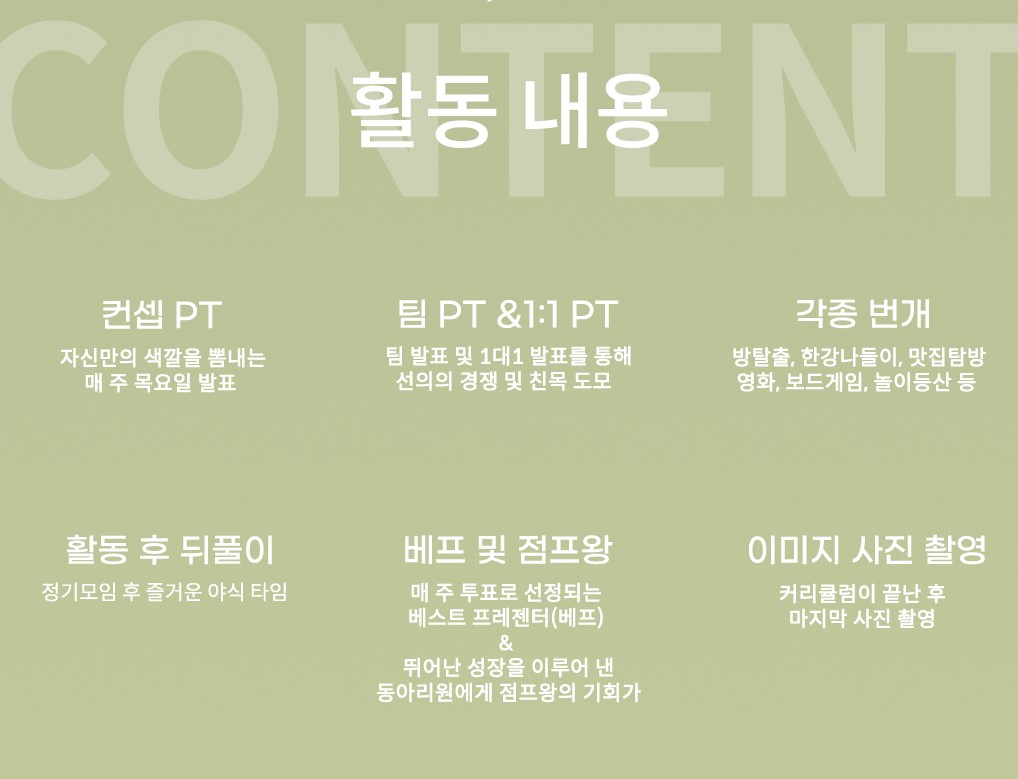 CONTENT
활동 내용
컨셉 PT
자신만의 색깔을 뽐내는
매 주 목요일 발표
팀 PT &1:1 PT
팀 발표 및 1대1 발표를 통해
선의의 경쟁 및 친목 도모
각종 번개
방탈출, 한강나들이, 맛집탐방
영화, 보드게임, 놀이등산 등
활동 후 뒤풀이
정기모임 후 즐거운 야식 타임
베프 및 점프왕
매 주 투표로 선정되는
베스트 프레젠터(베프)
&
뛰어난 성장을 이루어 낸
동아리원에게 점프왕의 기회가
이미지 사진 촬영
커리큘럼이 끝난 후
마지막 사진 촬영